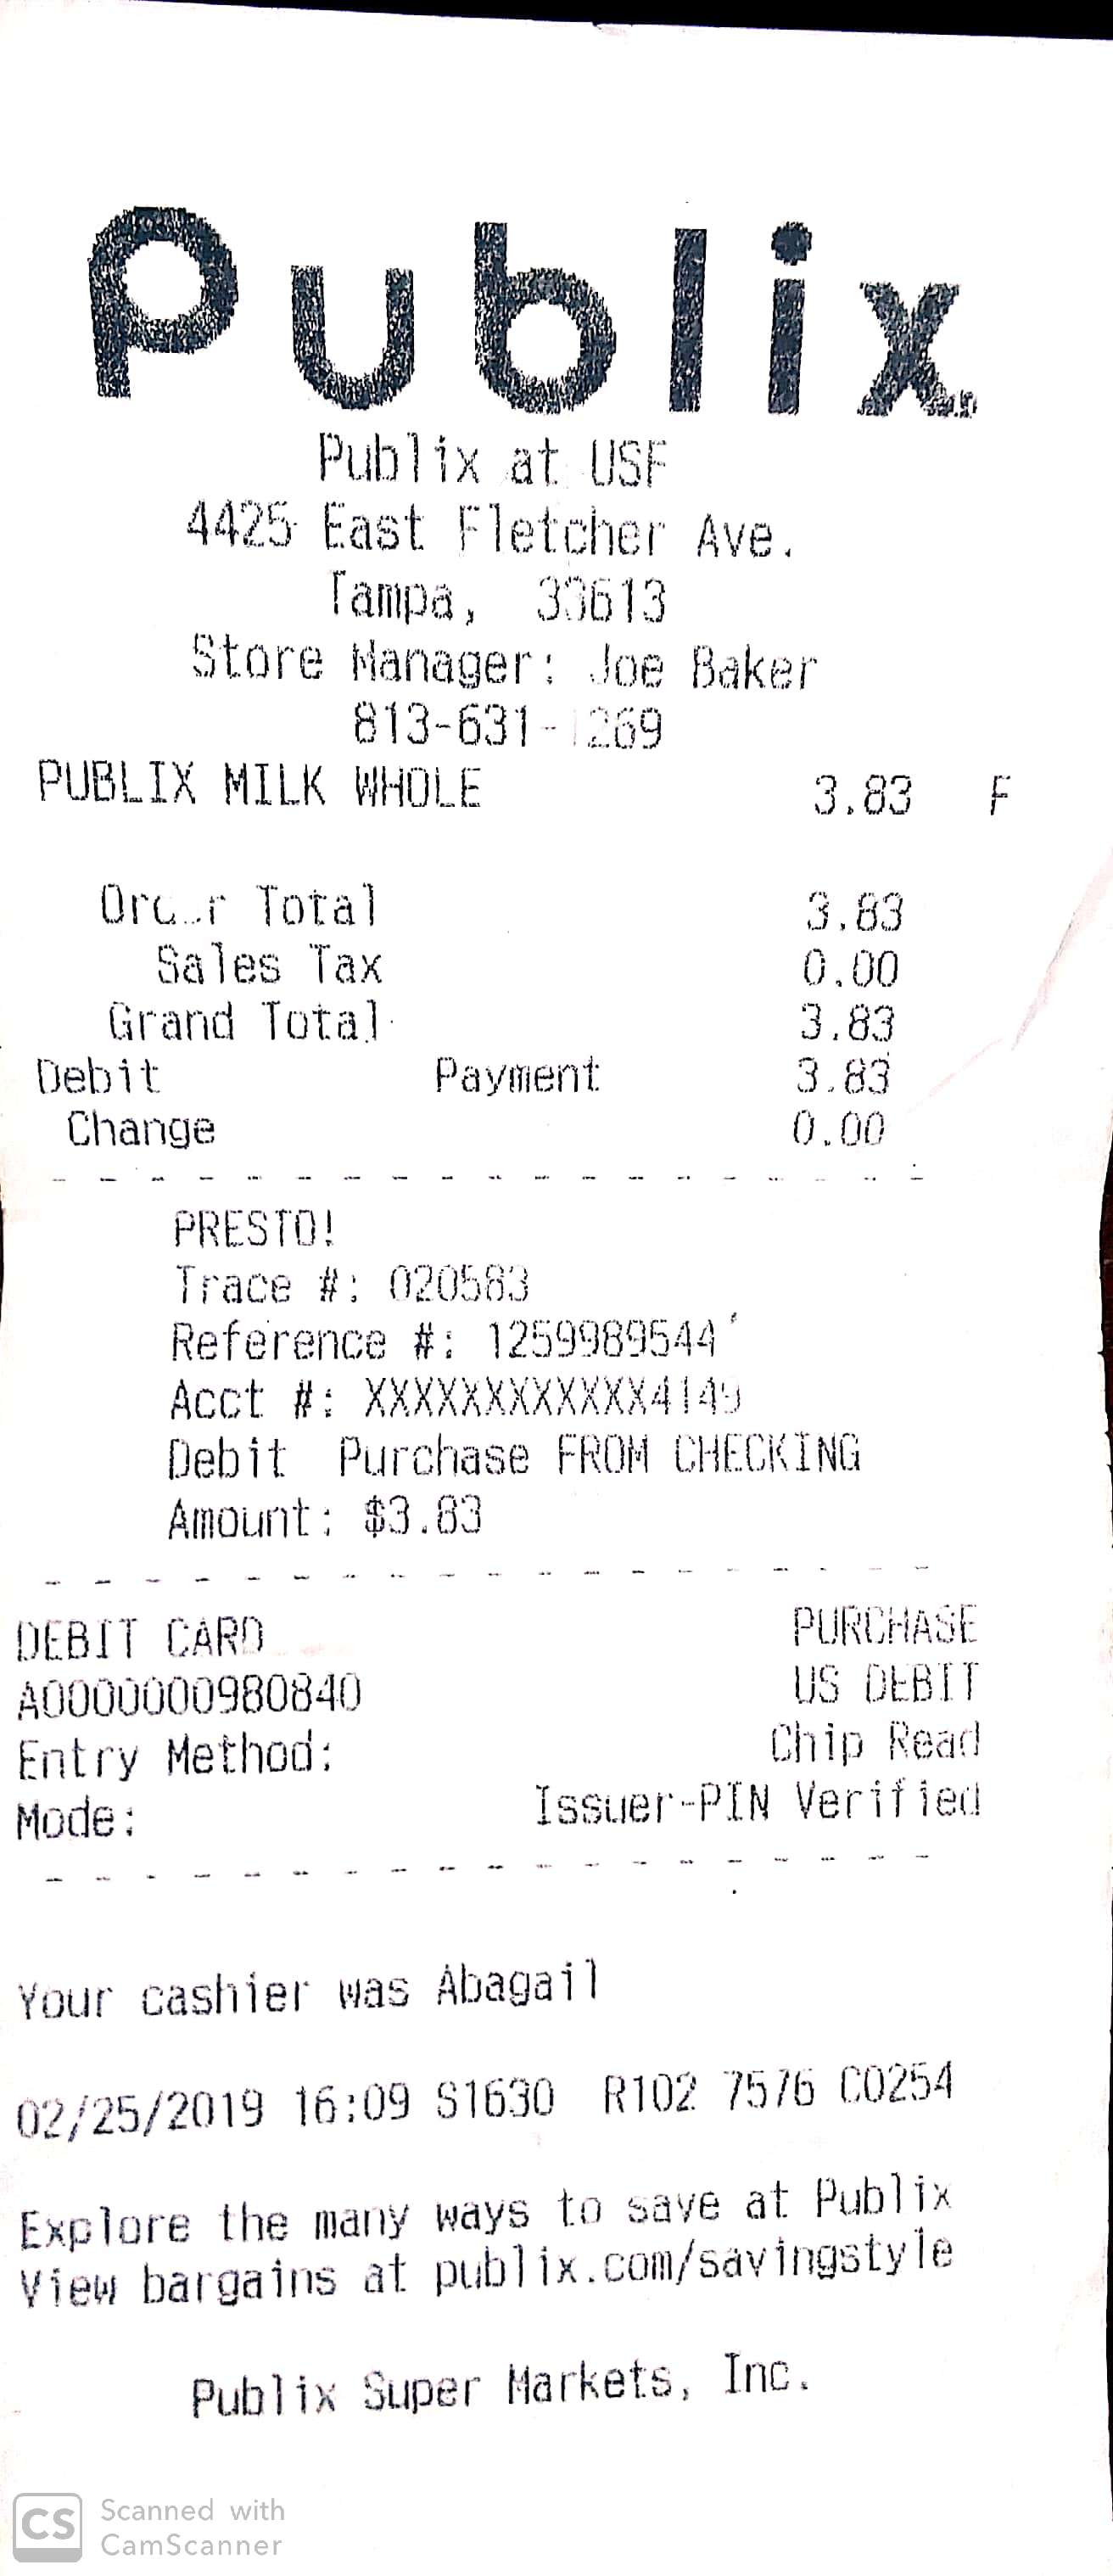 Publix
Publix at USF
4425 East Fletcher Ave.
Tampa, 33613
Store Manager: Joe Baker
813-631-1269
PUBLIX MILK WHOLE 3.83 F
Order Total 3.83
Sales Tax 0.00
Grand Total 3.83
Debit Payment 3.83
Change 0.00
PRESTO!
Trace #: 020583
Reference #: 1259989544
Acct #: XXXXXXXXXXXX4149
Debit Purchase FROM CHECKING
Amount: $3.83
DEBIT CARD PURCHASE
A0000000980840 US DEBIT
Entry Method: Chip Read
Mode: Issuer-PIN Verified
Your cashier was Abagail
02/25/2019 16:09 S1630 R102 7576 C0254
Explore the many ways to save at Publix
View bargains at publix.com/savingstyle
Publix Super Markets, Inc.
CS Scanned with
CamScanner